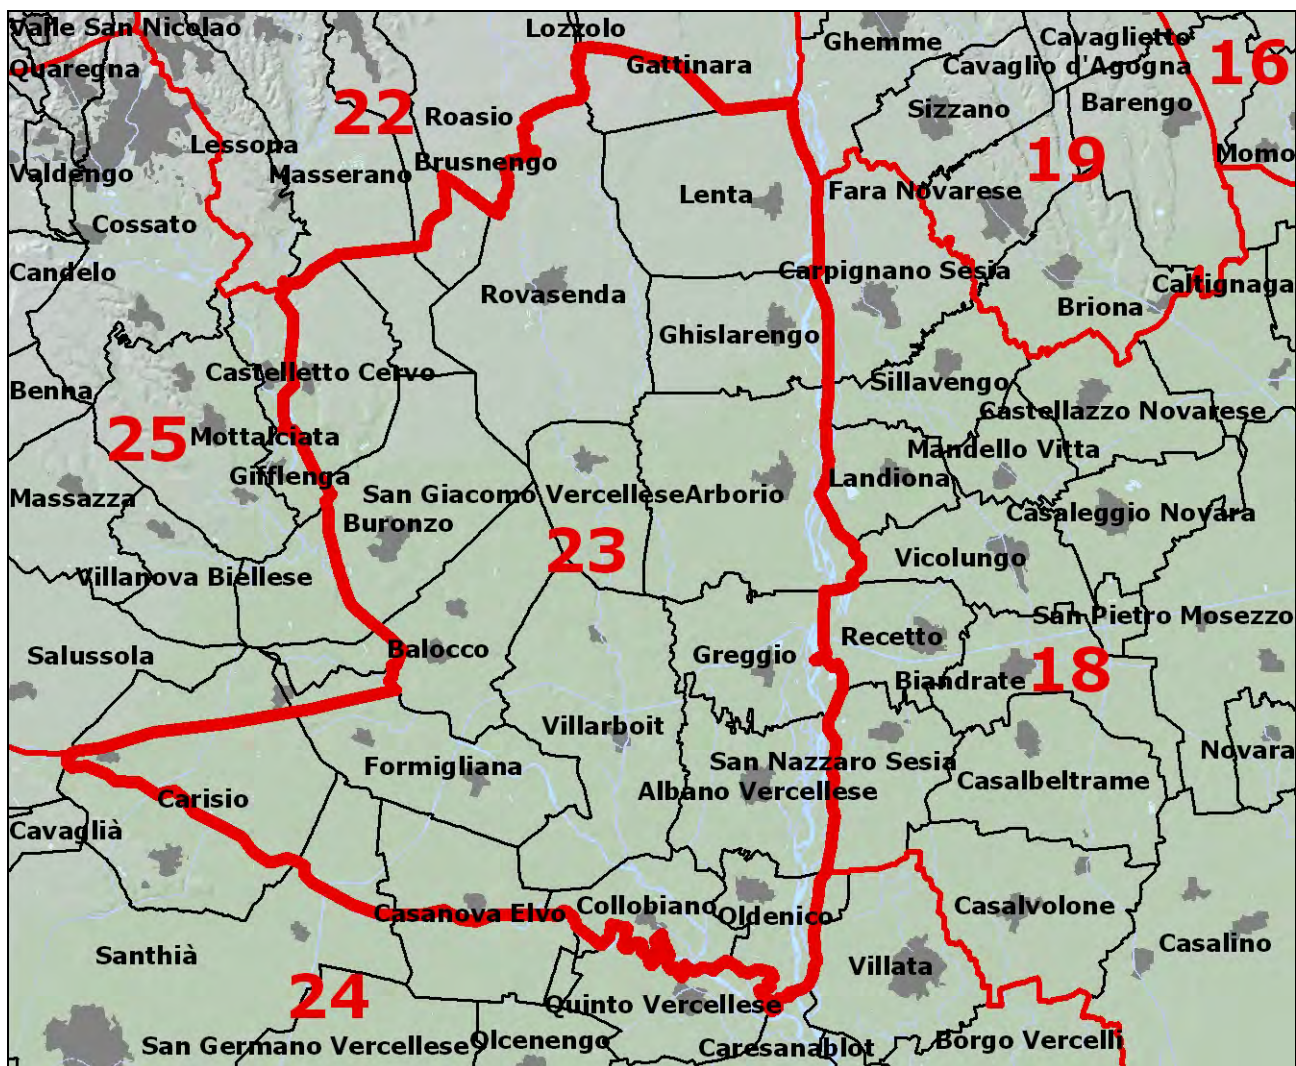 Valle San Nicolao
Lozzolo
Ghemme
Cavaglietto
Quaregna
Gattinara
Cavaglio d'Agogna
16
22
Roasio
Sizzano
Barengo
Lessona
Momo
Valdengo
Masserano
Brusnengo
19
Lenta
Fara Novarese
Cossato
Candelo
Carpignano Sesia
Caltignaga
Rovasenda
Briona
Ghislarengo
Benna
Castelletto Cervo
Sillavengo
Castellazzo Novarese
25
Mottalciata
Mandello Vitta
Gifflenga
Landiona
Massazza
San Giacomo Vercellese
Arborio
Buronzo
Casaleggio Novara
23
Vicolungo
Villanova Biellese
San Pietro Mosezzo
Salussola
Balocco
Greggio
Recetto
Biandrate
18
Villarboit
Novara
Formigliana
San Nazzaro Sesia
Casalbeltrame
Carisio
Albano Vercellese
Cavaglià
Casanova Elvo
Collobiano
Oldenico
Casalvolone
Santhià
Villata
Casalino
24
Quinto Vercellese
San Germano Vercellese
Olcenengo
Caresanablot
Borgo Vercelli